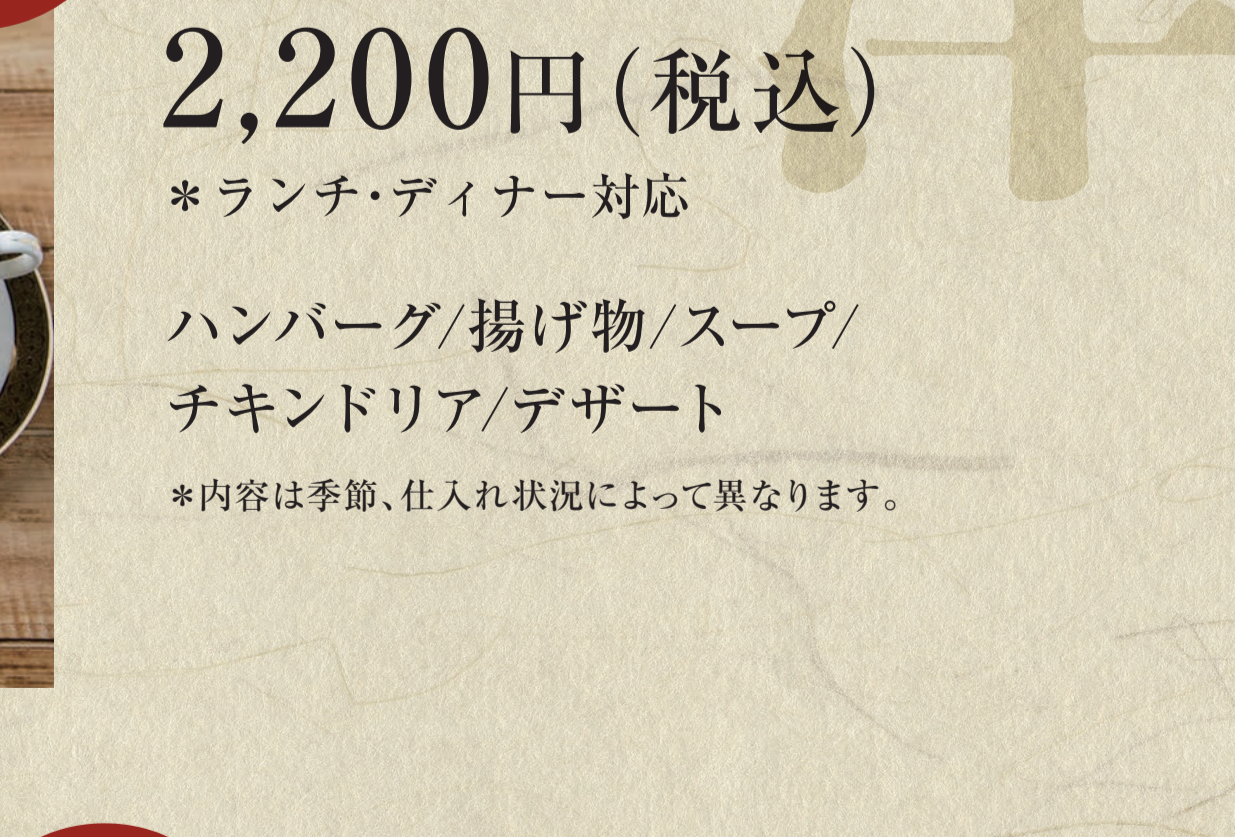 2,200円(税込)
＊ランチ・ディナー対応
ハンバーグ/揚げ物/スープ/
チキンドリア/デザート
＊内容は季節、仕入れ状況によって異なります。